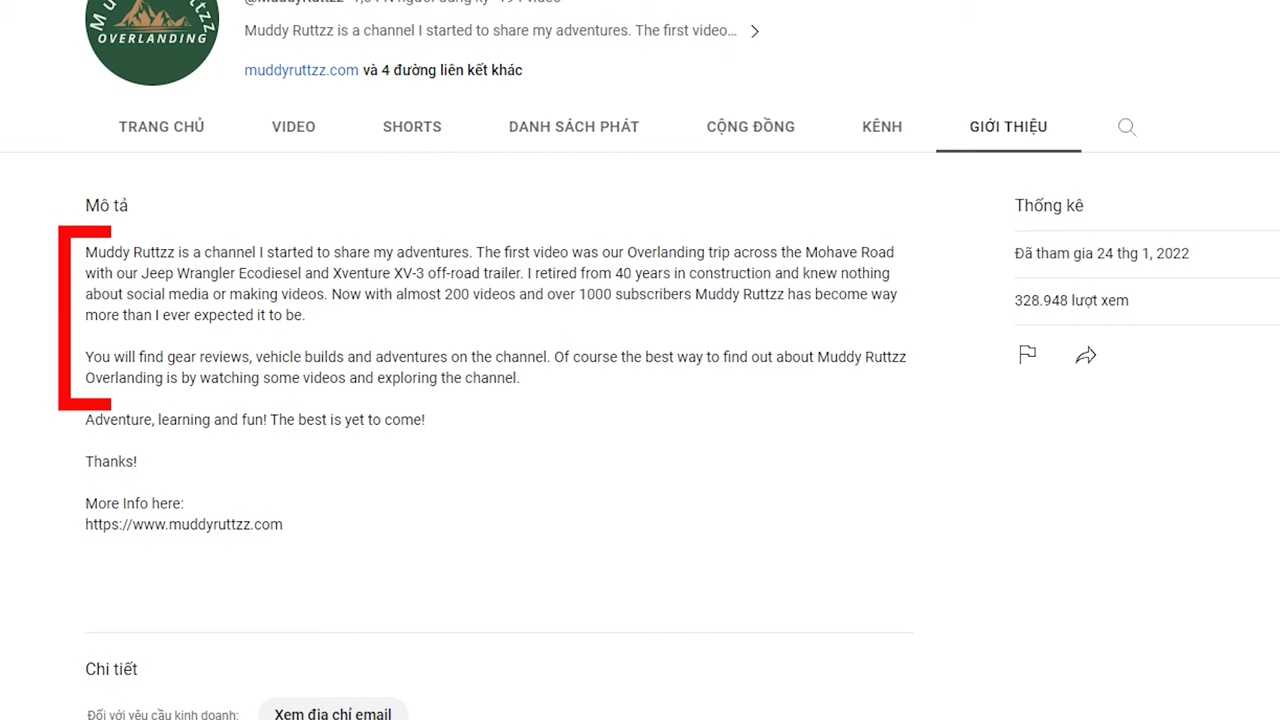 OVERLANDING
Muddy Ruttzz is a channel I started to share my adventures. The first video...
muddyruttzz.com và 4 đường liên kết khác
TRANG CHỦ VIDEO SHORTS DANH SÁCH PHÁT CỘNG ĐỒNG KÊNH GIỚI THIỆU
Mô tả
Muddy Ruttzz is a channel I started to share my adventures. The first video was our Overlanding trip across the Mohave Road
with our Jeep Wrangler Ecodiesel and Xventure XV-3 off-road trailer. I retired from 40 years in construction and knew nothing
about social media or making videos. Now with almost 200 videos and over 1000 subscribers Muddy Ruttzz has become way
more than I ever expected it to be.
You will find gear reviews, vehicle builds and adventures on the channel. Of course the best way to find out about Muddy Ruttzz
Overlanding is by watching some videos and exploring the channel.
Adventure, learning and fun! The best is yet to come!
Thanks!
More Info here:
https://www.muddyruttzz.com
Thống kê
Đã tham gia 24 thg 1, 2022
328.948 lượt xem
Chi tiết
Đối với yêu cầu kinh doanh: Xem địa chỉ email